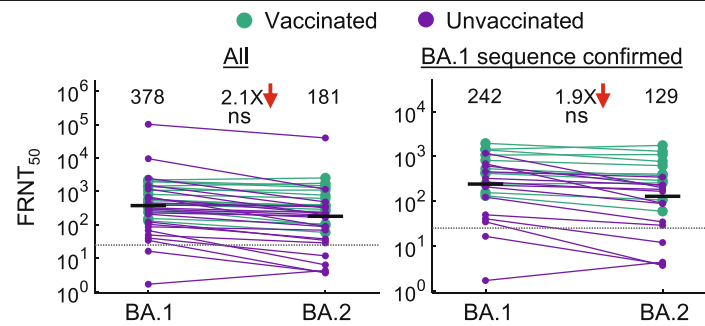 Vaccinated Unvaccinated
All
BA.1 sequence confirmed
FRNT50
10^6
10^5
10^4
10^3
10^2
10^1
10^0
378 2.1X 181
ns
BA.1 BA.2
10^4
10^3
10^2
10^1
10^0
242 1.9X 129
ns
BA.1 BA.2